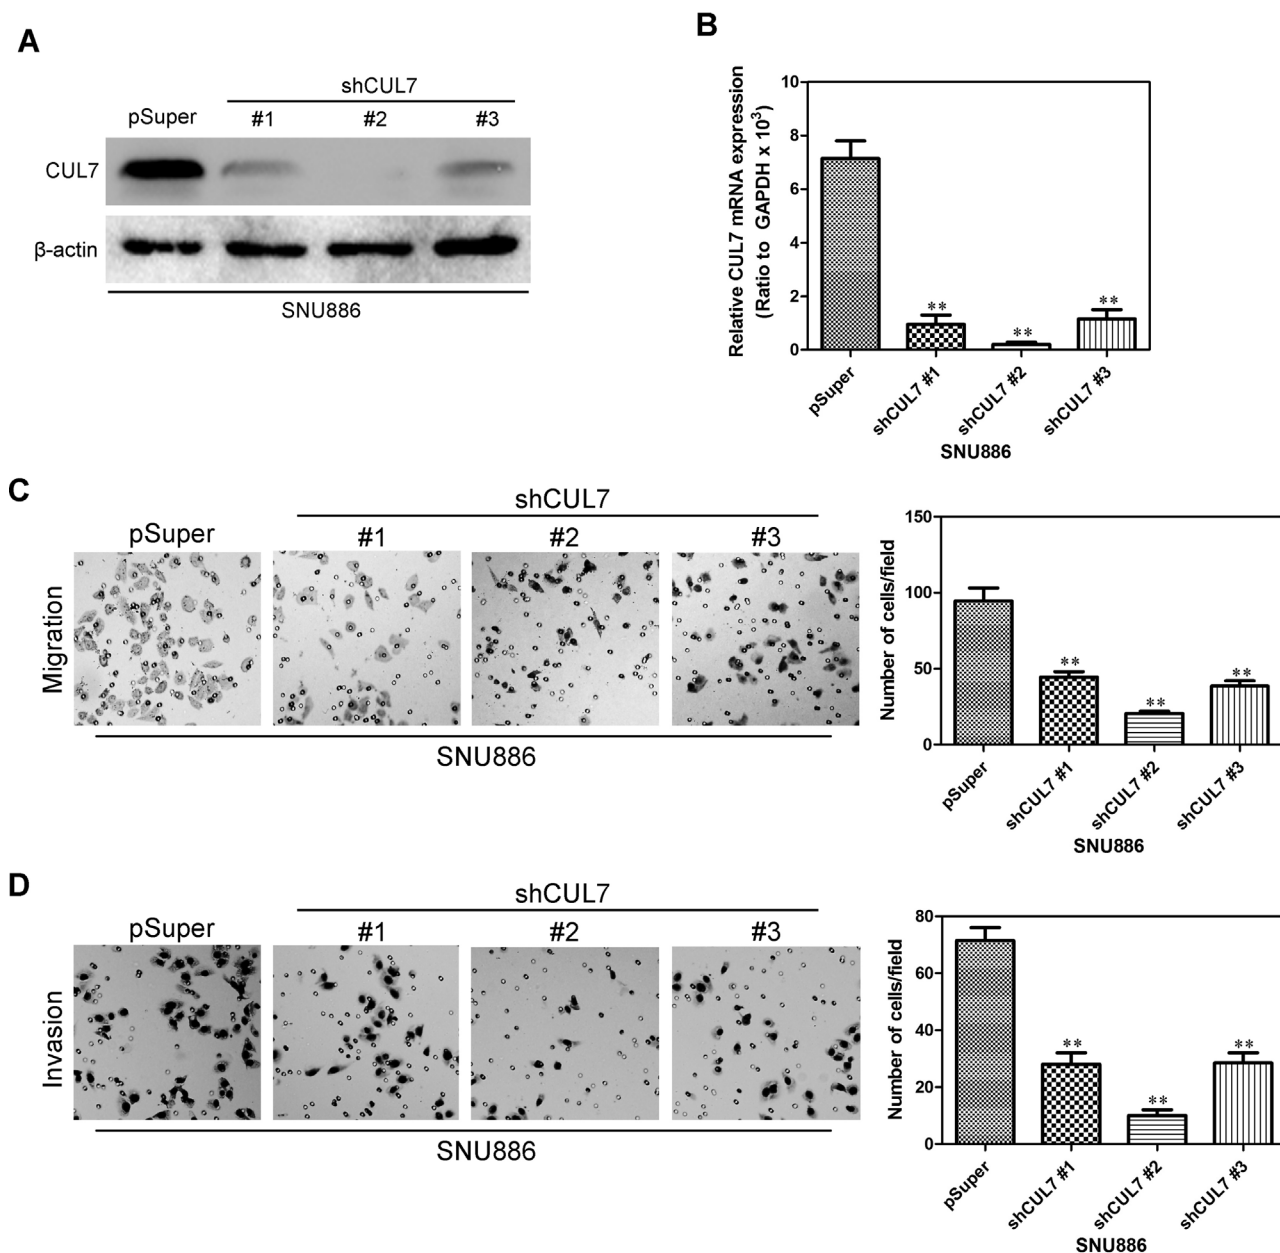 A
shCUL7
pSuper #1 #2 #3
CUL7
β-actin
SNU886
B
Relative CUL7 mRNA expression
(Ratio to GAPDH x 10³)
10
8
6
4
2
0
**
**
**
pSuper
shCUL7 #1
shCUL7 #2
shCUL7 #3
SNU886
C
shCUL7
pSuper #1 #2 #3
Migration
SNU886
Number of cells/field
150
100
50
0
**
**
**
pSuper
shCUL7 #1
shCUL7 #2
shCUL7 #3
SNU886
D
shCUL7
pSuper #1 #2 #3
Invasion
SNU886
Number of cells/field
80
60
40
20
0
**
**
**
pSuper
shCUL7 #1
shCUL7 #2
shCUL7 #3
SNU886